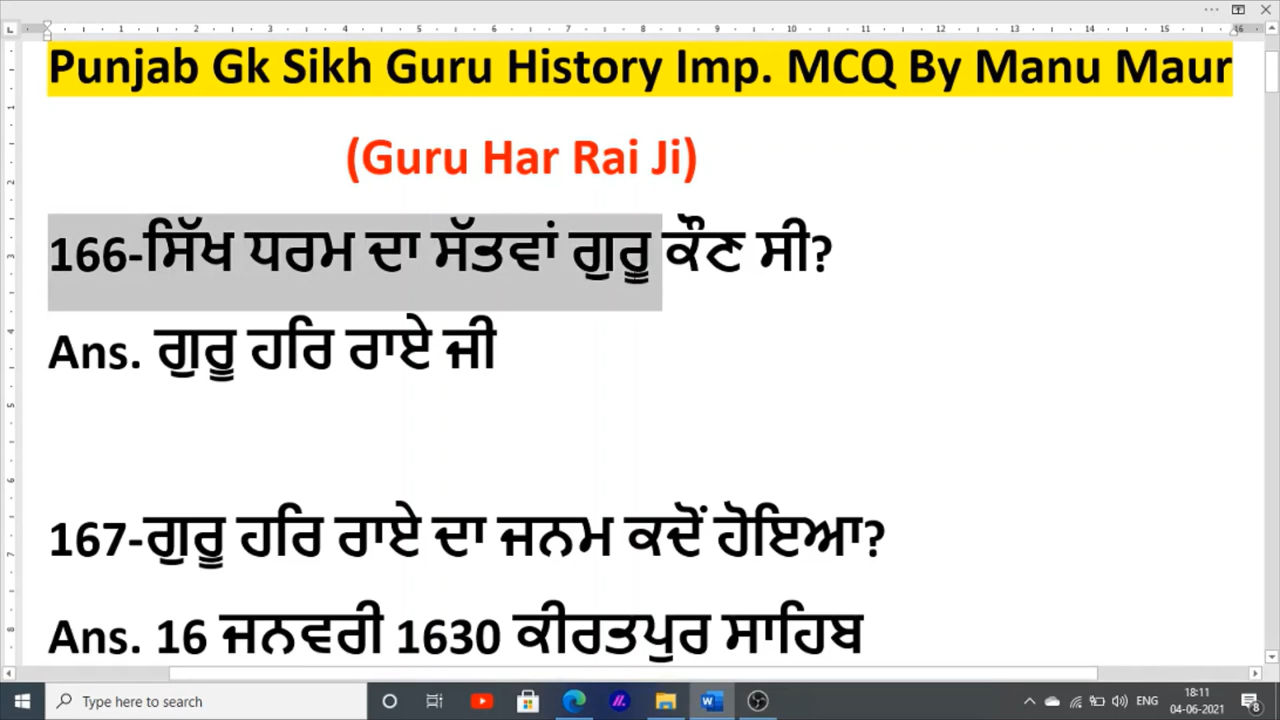 Punjab Gk Sikh Guru History Imp. MCQ By Manu Maur
(Guru Har Rai Ji)
166-ਸਿੱਖ ਧਰਮ ਦਾ ਸੱਤਵਾਂ ਗੁਰੂ ਕੌਣ ਸੀ?
Ans. ਗੁਰੂ ਹਰਿ ਰਾਏ ਜੀ
167-ਗੁਰੂ ਹਰਿ ਰਾਏ ਦਾ ਜਨਮ ਕਦੋਂ ਹੋਇਆ?
Ans. 16 ਜਨਵਰੀ 1630 ਕੀਰਤਪੁਰ ਸਾਹਿਬ
Type here to search
ENG
18:11
04-06-2021
8